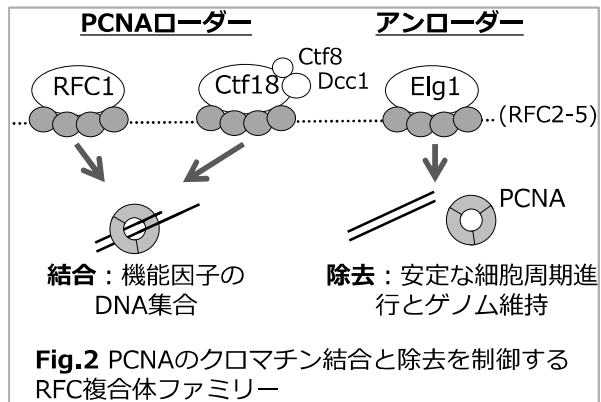 PCNAローダー
アンローダー
Ctf8
RFC1
Ctf18
Dcc1
Elg1
(RFC2-5)
PCNA
結合：機能因子の
DNA集合
除去：安定な細胞周期進
行とゲノム維持
Fig.2 PCNAのクロマチン結合と除去を制御する
RFC複合体ファミリー